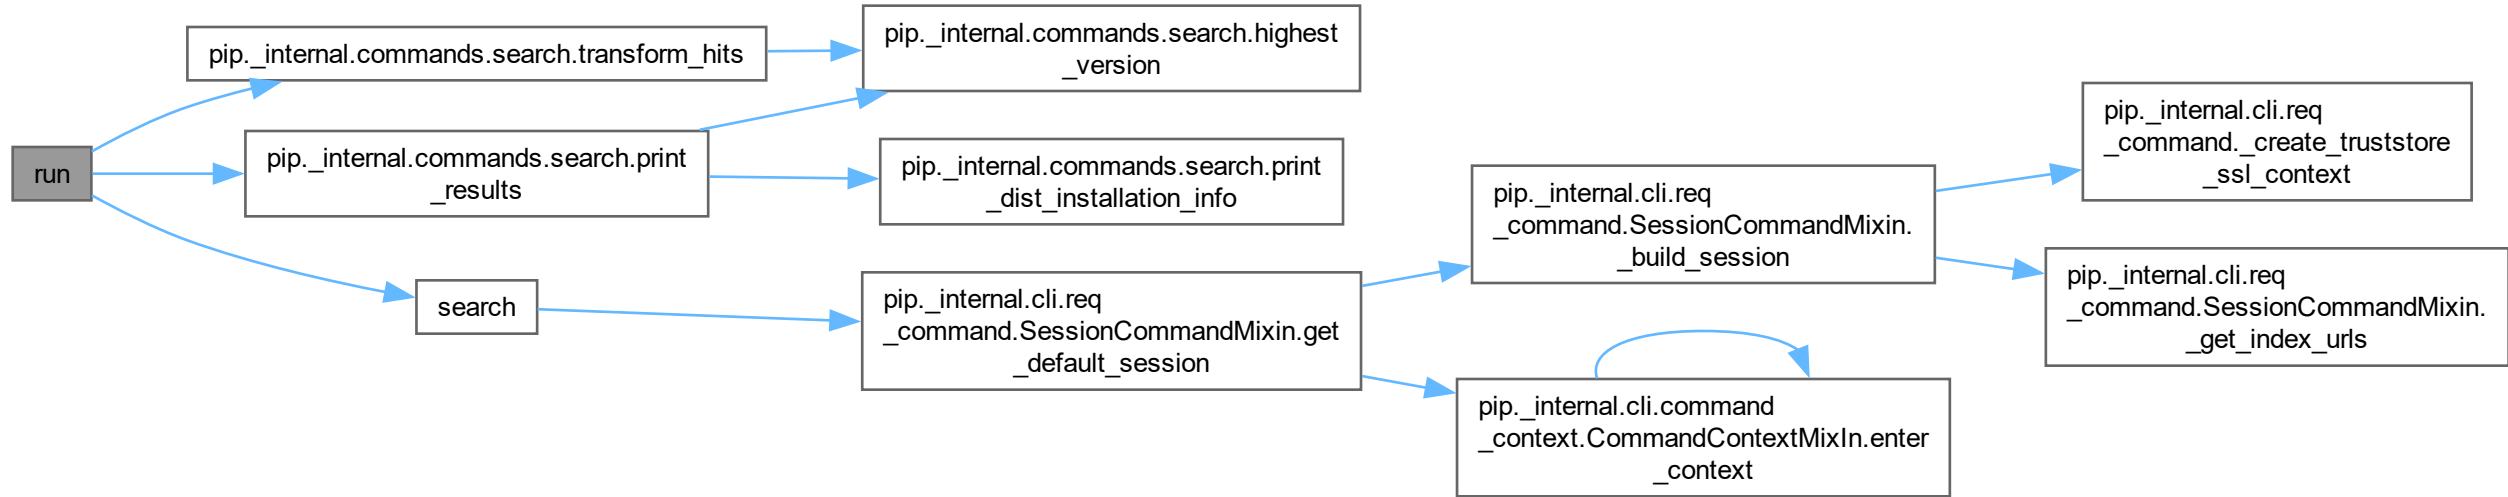 run
pip._internal.commands.search.transform_hits
pip._internal.commands.search.highest
_version
pip._internal.commands.search.print
_results
pip._internal.commands.search.print
_dist_installation_info
search
pip._internal.cli.req
_command.SessionCommandMixin.get
_default_session
pip._internal.cli.req
_command.SessionCommandMixin.
_build_session
pip._internal.cli.req
_command._create_truststore
_ssl_context
pip._internal.cli.req
_command.SessionCommandMixin.
_get_index_urls
pip._internal.cli.command
_context.CommandContextMixIn.enter
_context